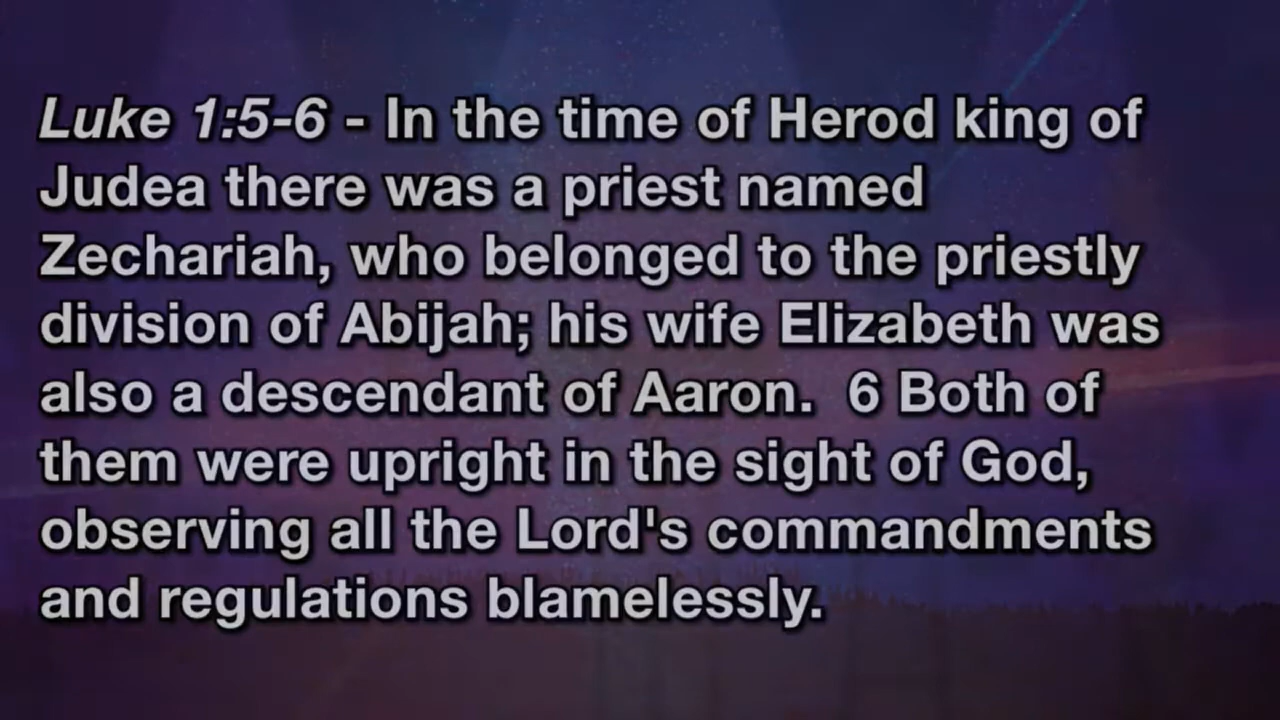 Luke 1:5-6 - In the time of Herod king of
Judea there was a priest named
Zechariah, who belonged to the priestly
division of Abijah; his wife Elizabeth was
also a descendant of Aaron.  6 Both of
them were upright in the sight of God,
observing all the Lord's commandments
and regulations blamelessly.